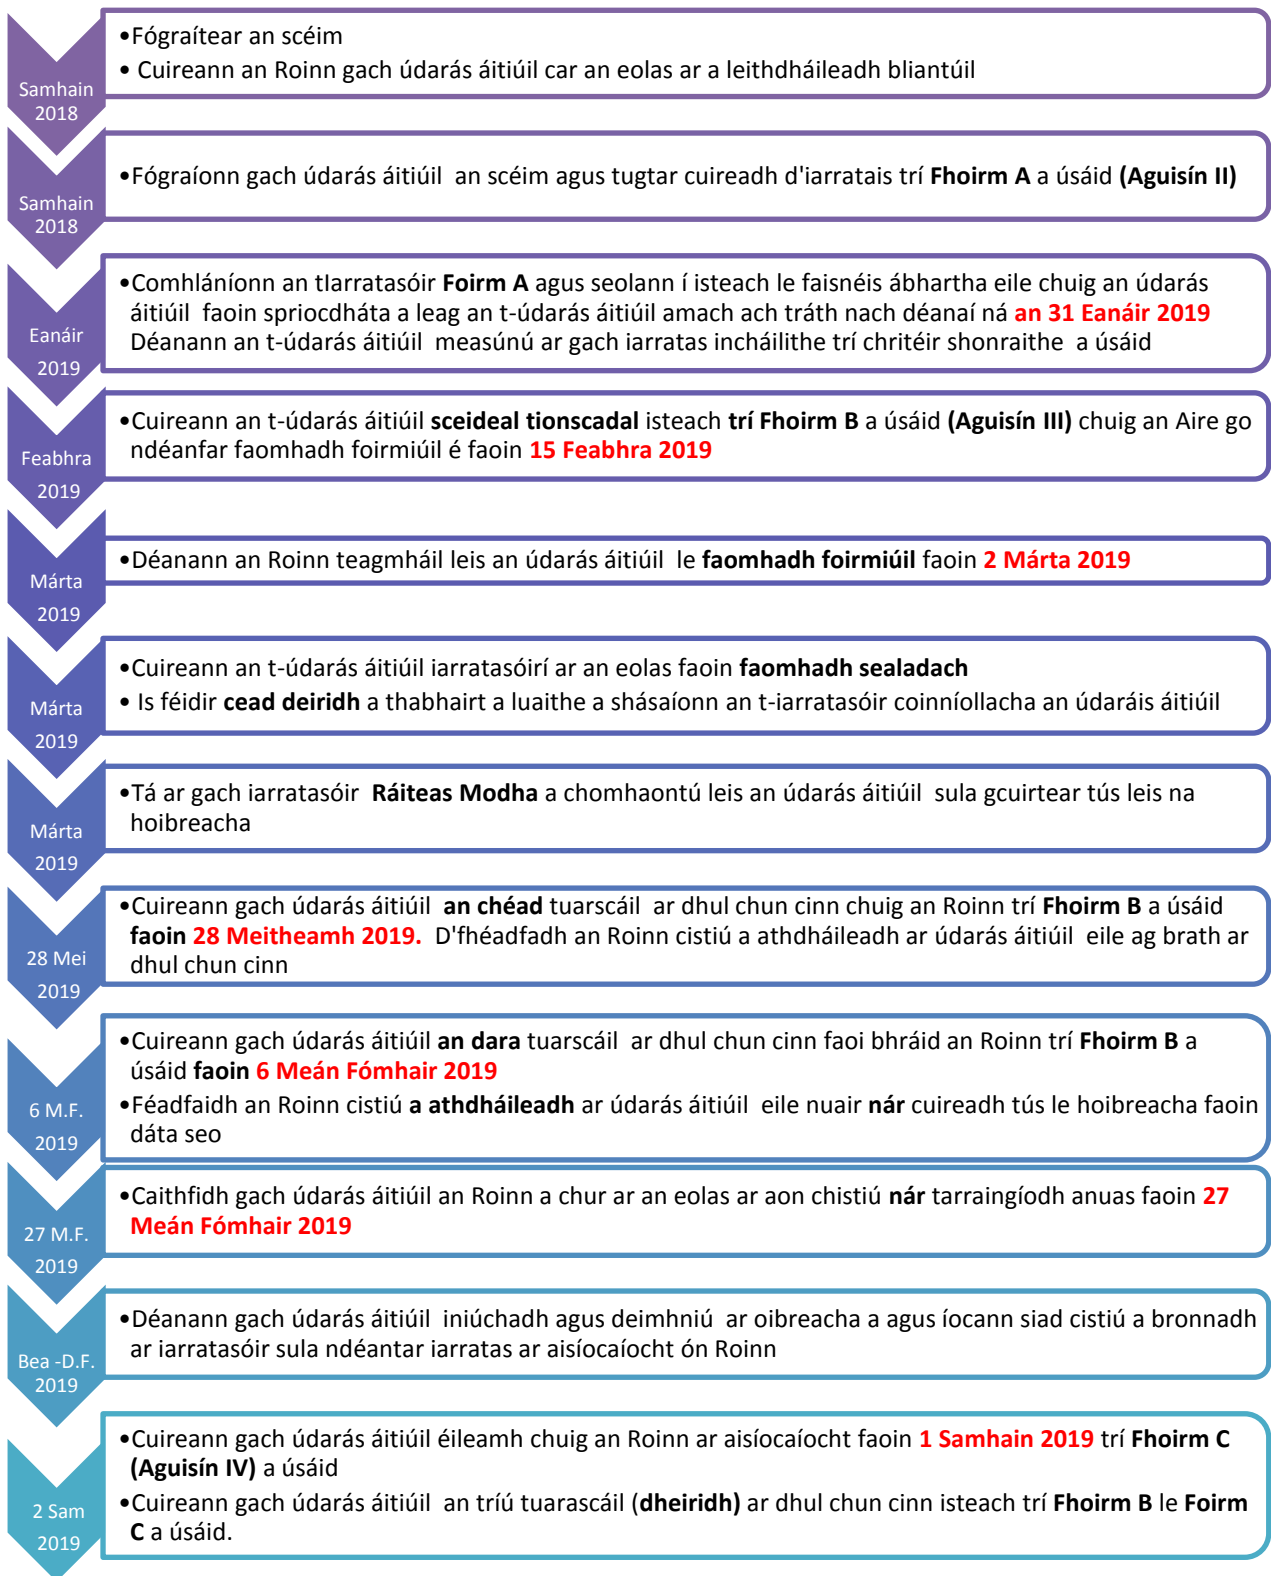 Samhain
2018
•Fógraítear an scéim
• Cuireann an Roinn gach údarás áitiúil car an eolas ar a leithdháileadh bliantúil
Samhain
2018
•Fógraíonn gach údarás áitiúil an scéim agus tugtar cuireadh d'iarratais trí Fhoirm A a úsáid (Aguisín II)
Eanáir
2019
•Comhláníonn an tIarratasóir Foirm A agus seolann í isteach le faisnéis ábhartha eile chuig an údarás
áitiúil faoin spriocdháta a leag an t-údarás áitiúil amach ach tráth nach déanaí ná an 31 Eanáir 2019
Déanann an t-údarás áitiúil measúnú ar gach iarratas incháilithe trí chritéir shonraithe a úsáid
Feabhra
2019
•Cuireann an t-údarás áitiúil sceideal tionscadal isteach trí Fhoirm B a úsáid (Aguisín III) chuig an Aire go
ndéanfar faomhadh foirmiúil é faoin 15 Feabhra 2019
Márta
2019
•Déanann an Roinn teagmháil leis an údarás áitiúil le faomhadh foirmiúil faoin 2 Márta 2019
Márta
2019
•Cuireann an t-údarás áitiúil iarratasóirí ar an eolas faoin faomhadh sealadach
• Is féidir cead deiridh a thabhairt a luaithe a shásaíonn an t-iarratasóir coinníollacha an údaráis áitiúil
Márta
2019
•Tá ar gach iarratasóir Ráiteas Modha a chomhaontú leis an údarás áitiúil sula gcuirtear tús leis na
hoibreacha
28 Mei
2019
•Cuireann gach údarás áitiúil an chéad tuarscáil ar dhul chun cinn chuig an Roinn trí Fhoirm B a úsáid
faoin 28 Meitheamh 2019. D'fhéadfadh an Roinn cistiú a athdháileadh ar údarás áitiúil eile ag brath ar
dhul chun cinn
6 M.F.
2019
•Cuireann gach údarás áitiúil an dara tuarscáil ar dhul chun cinn faoi bhráid an Roinn trí Fhoirm B a
úsáid faoin 6 Meán Fómhair 2019
•Féadfaidh an Roinn cistiú a athdháileadh ar údarás áitiúil eile nuair nár cuireadh tús le hoibreacha faoin
dáta seo
27 M.F.
2019
•Caithfidh gach údarás áitiúil an Roinn a chur ar an eolas ar aon chistiú nár tarraingíodh anuas faoin 27
Meán Fómhair 2019
Bea -D.F.
2019
•Déanann gach údarás áitiúil iniúchadh agus deimhniú ar oibreacha a agus íocann siad cistiú a bronnadh
ar iarratasóir sula ndéantar iarratas ar aisíocaíocht ón Roinn
2 Sam
2019
•Cuireann gach údarás áitiúil éileamh chuig an Roinn ar aisíocaíocht faoin 1 Samhain 2019 trí Fhoirm C
(Aguisín IV) a úsáid
•Cuireann gach údarás áitiúil an tríú tuarascáil (dheiridh) ar dhul chun cinn isteach trí Fhoirm B le Foirm
C a úsáid.